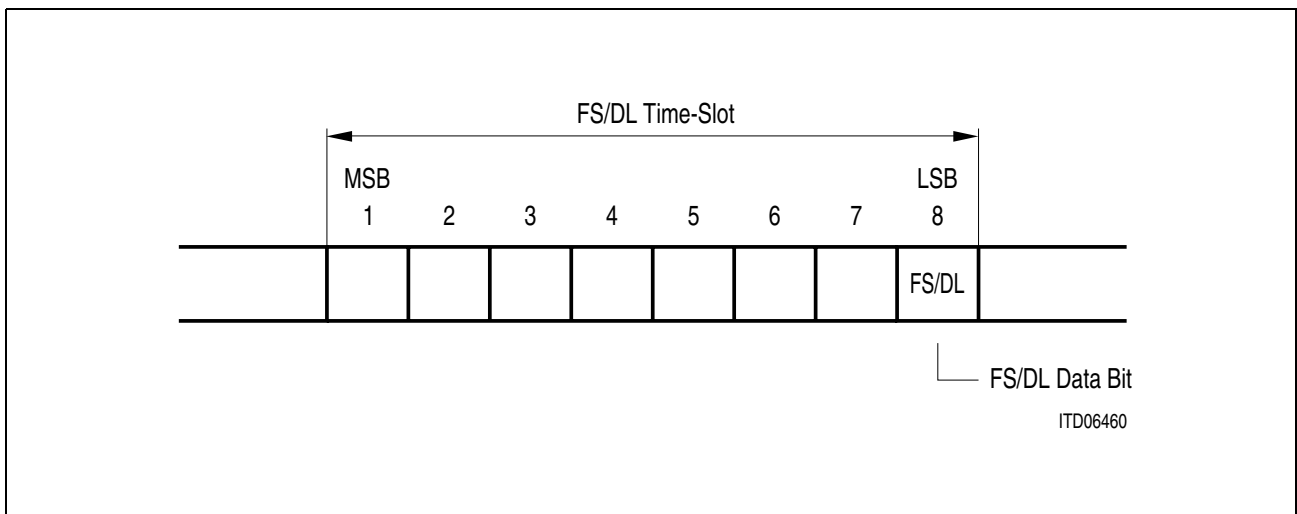 FS/DL Time-Slot
MSB LSB
1 2 3 4 5 6 7 8
FS/DL
FS/DL Data Bit
ITD06460